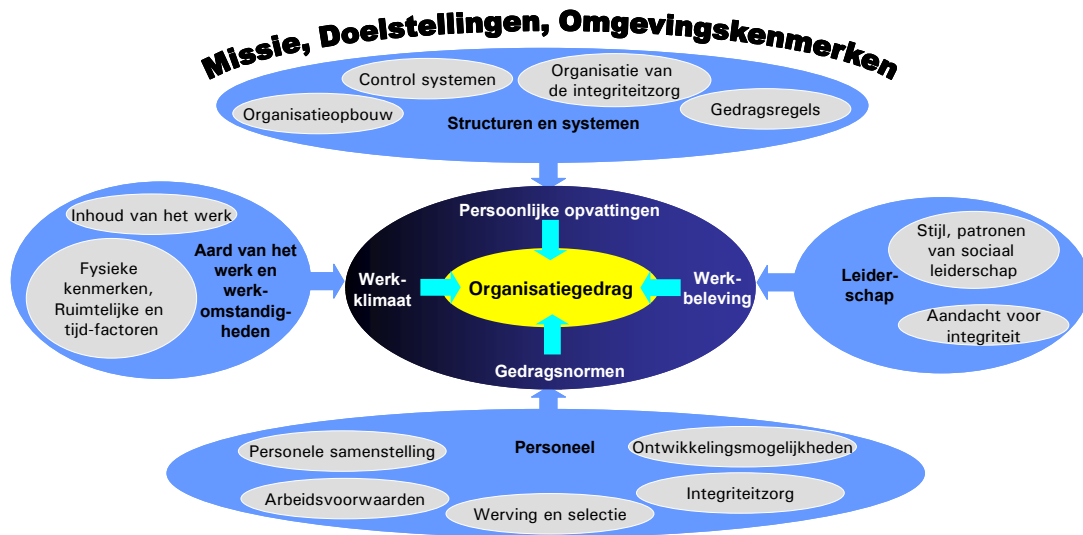 Missie, Doelstellingen, Omgevingskenmerken
Control systemen
Organisatie van
de integriteitzorg
Organisatieopbouw
Gedragsregels
Structuren en systemen
Inhoud van het werk
Aard van het
werk en
werk-
omstandig-
heden
Fysieke
kenmerken,
Ruimtelijke en
tijd-factoren
Persoonlijke opvattingen
Werk-
klimaat
Organisatiegedrag
Werk-
beleving
Gedragsnormen
Leider-
schap
Stijl, patronen
van sociaal
leiderschap
Aandacht voor
integriteit
Personeel
Personele samenstelling
Ontwikkelingsmogelijkheden
Arbeidsvoorwaarden
Integriteitzorg
Werving en selectie